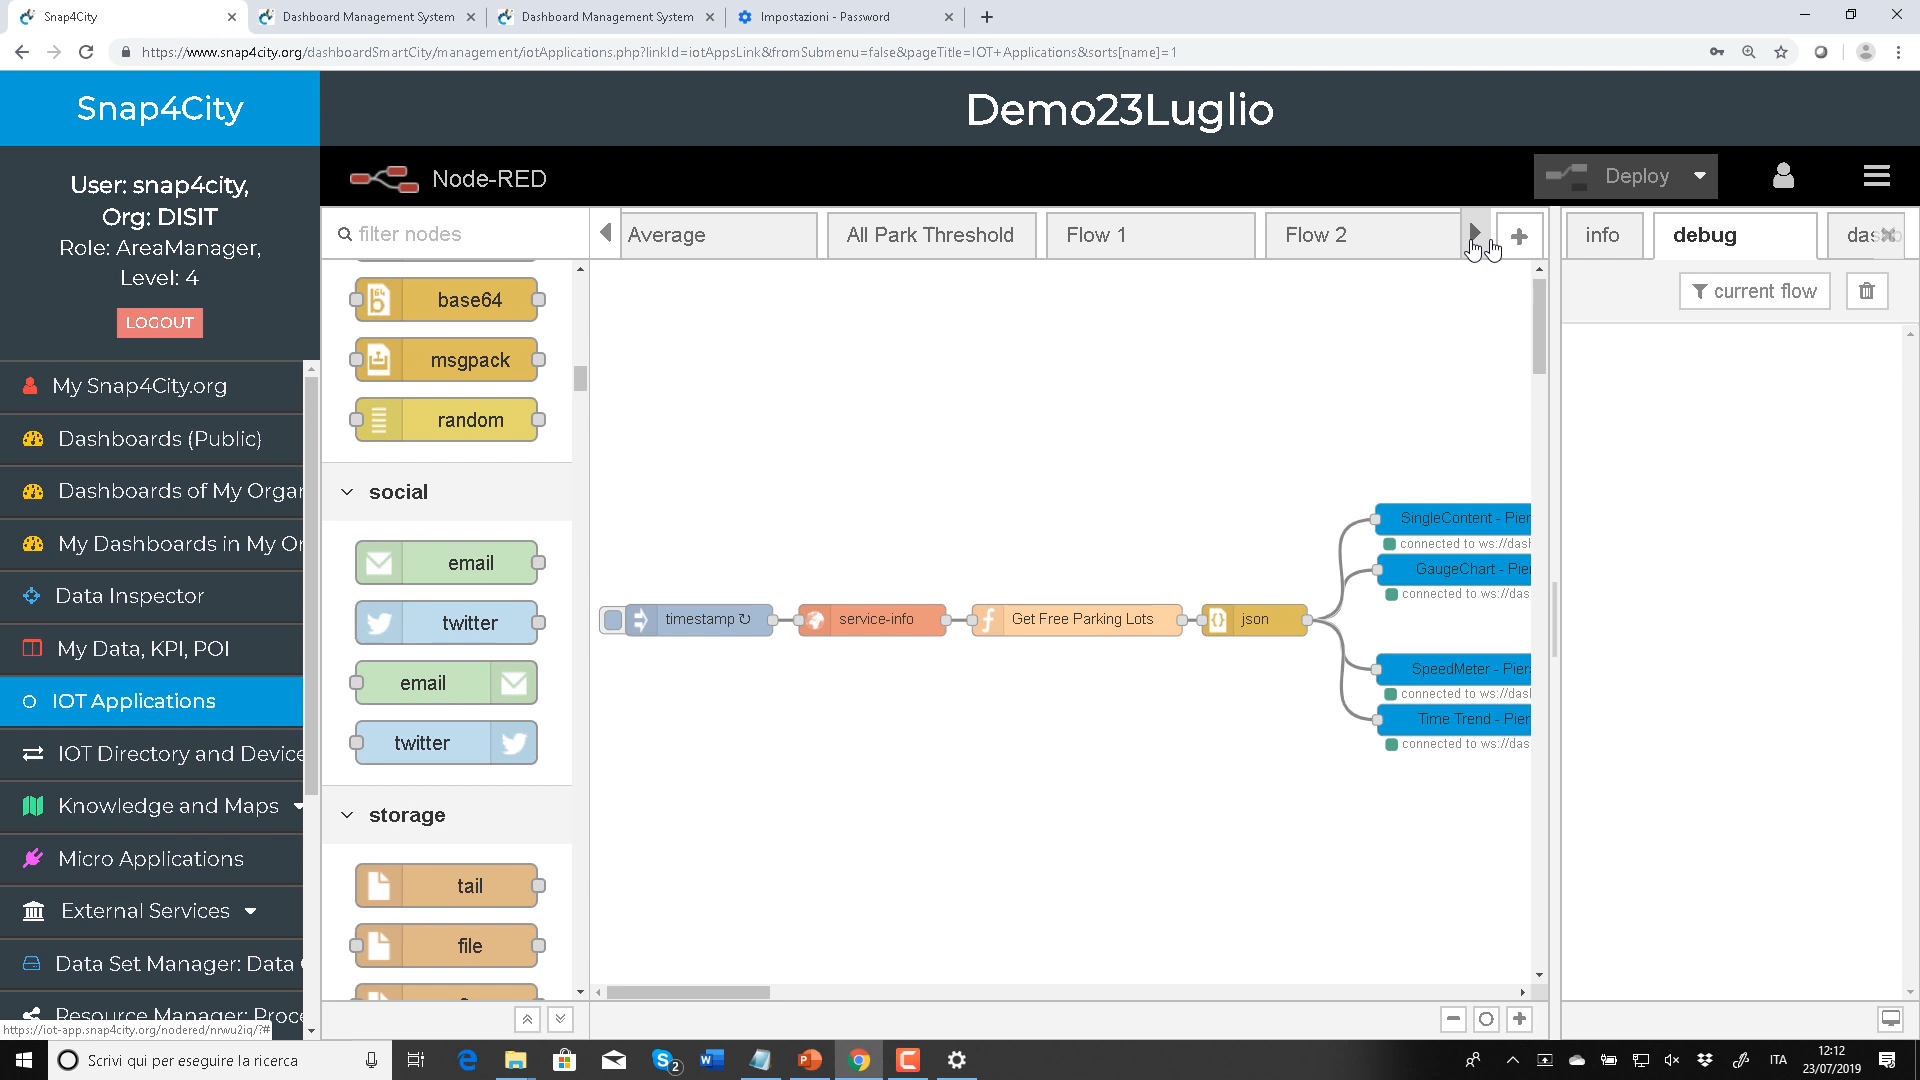 Snap4City
Dashboard Management System
Dashboard Management System
Impostazioni - Password
https://www.snap4city.org/dashboardSmartCity/management/iotApplications.php?linkId=iotAppsLink&fromSubmenu=false&pageTitle=IOT+Applications&sorts[name]=1
Snap4City
Demo23Luglio
User: snap4city,
Org: DISIT
Role: AreaManager,
Level: 4
LOGOUT
My Snap4City.org
Dashboards (Public)
Dashboards of My Organ
My Dashboards in My Or
Data Inspector
My Data, KPI, POI
IOT Applications
IOT Directory and Device
Knowledge and Maps
Micro Applications
External Services
Data Set Manager: Data
Resource Manager: Proce
https://iot-app.snap4city.org/nodered/nrwu2iq/?#
Node-RED
Deploy
filter nodes
Average
All Park Threshold
Flow 1
Flow 2
info
debug
das
current flow
base64
msgpack
random
social
email
twitter
email
twitter
storage
tail
file
timestamp ↻
service-info
Get Free Parking Lots
json
SingleContent - Pier
connected to ws://dash
GaugeChart - Pier
connected to ws://das
SpeedMeter - Piers
connected to ws://das
Time Trend - Pier
connected to ws://das
Scrivi qui per eseguire la ricerca
2
ITA
12:12
23/07/2019